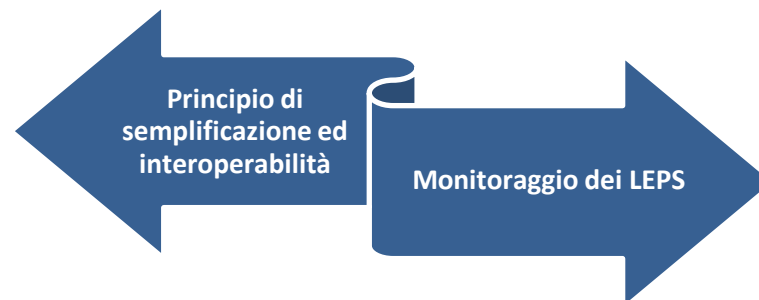 Principio di
semplificazione ed
interoperabilità
Monitoraggio dei LEPS